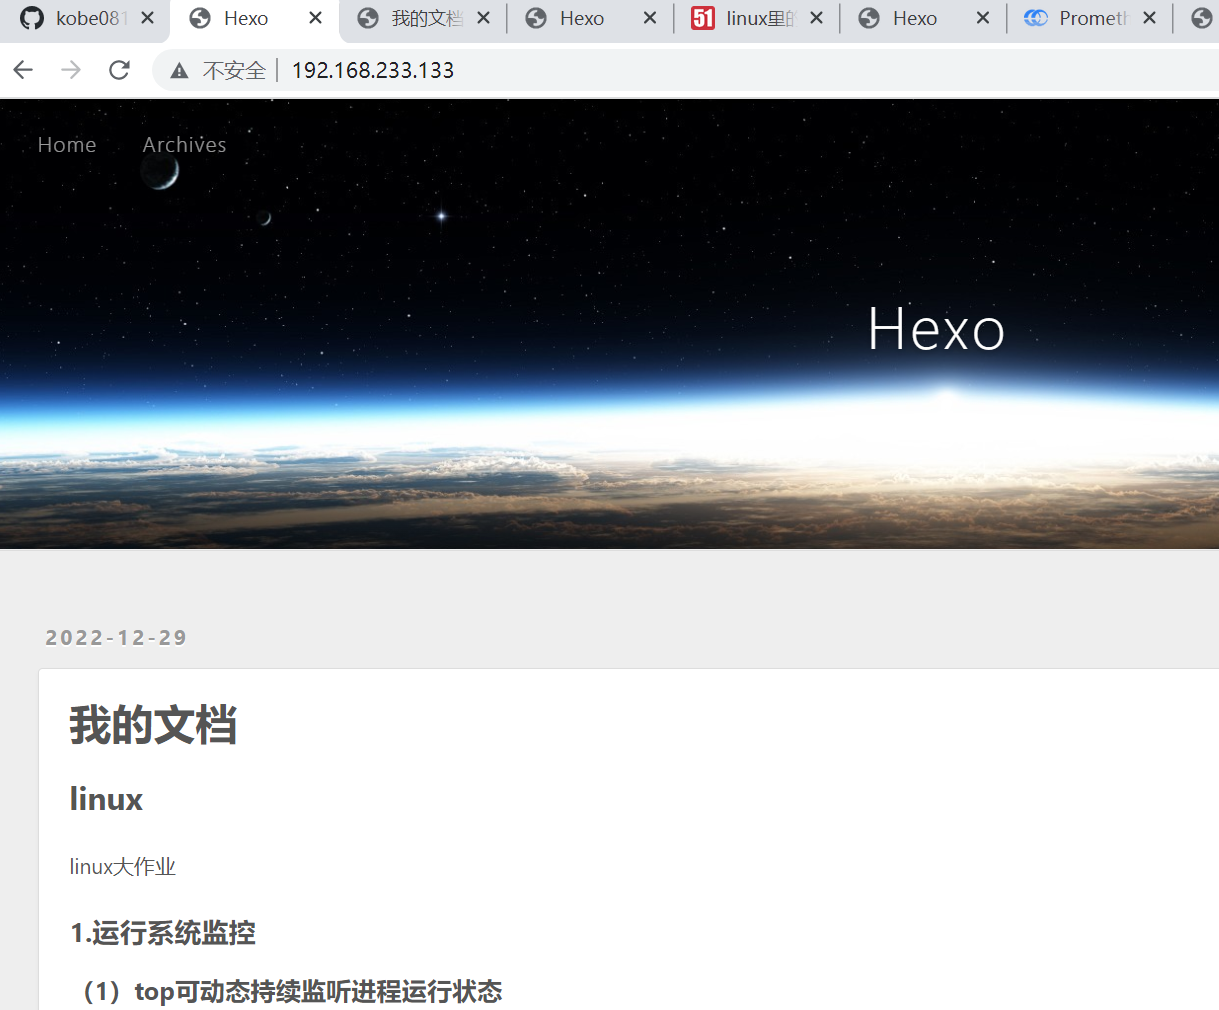 kobe081
Hexo
我的文档
Hexo
51
linux里的
Hexo
Prometh
不安全
192.168.233.133
Home Archives
Hexo
2022-12-29
我的文档
linux
linux大作业
1.运行系统监控
（1）top可动态持续监听进程运行状态